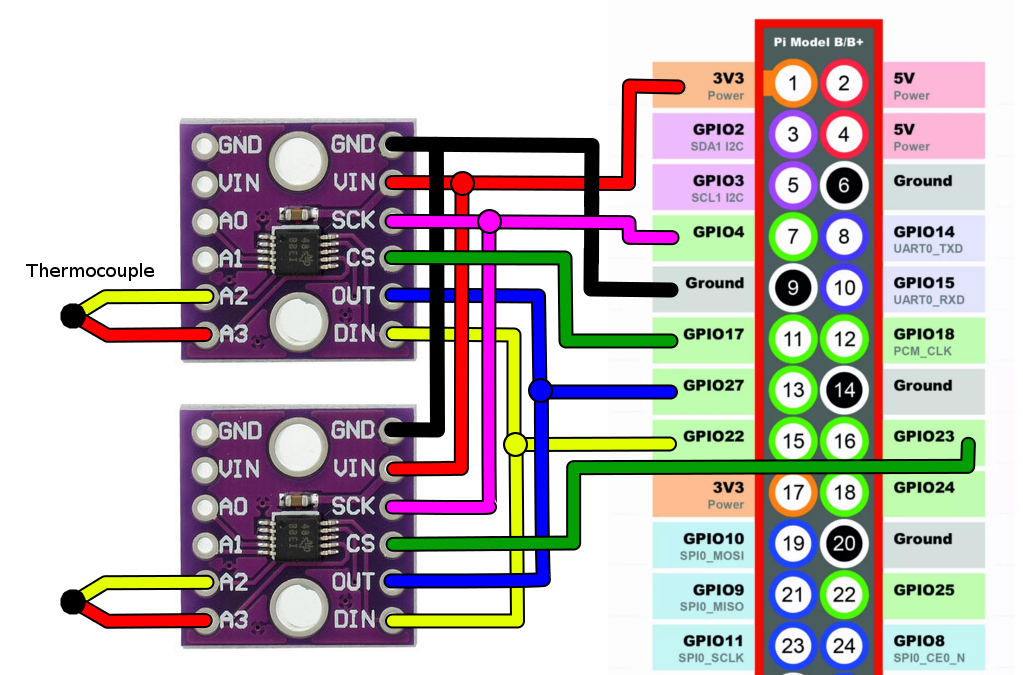 Pi Model B/B+
3V3
Power
1
2
5V
Power
GPIO2
SDA1 I2C
3
4
5V
Power
GPIO3
SCL1 I2C
5
6
Ground
GPIO4
7
8
GPIO14
UART0_TXD
Ground
9
10
GPIO15
UART0_RXD
GPIO17
11
12
GPIO18
PCM_CLK
GPIO27
13
14
Ground
GPIO22
15
16
GPIO23
3V3
Power
17
18
GPIO24
GPIO10
SPI0_MOSI
19
20
Ground
GPIO9
SPI0_MISO
21
22
GPIO25
GPIO11
SPI0_SCLK
23
24
GPIO8
SPI0_CE0_N
Thermocouple
GND GND
VIN VIN
A0 SCK
A1 CS
A2 OUT
A3 DIN
GND GND
VIN VIN
A0 SCK
A1 CS
A2 OUT
A3 DIN